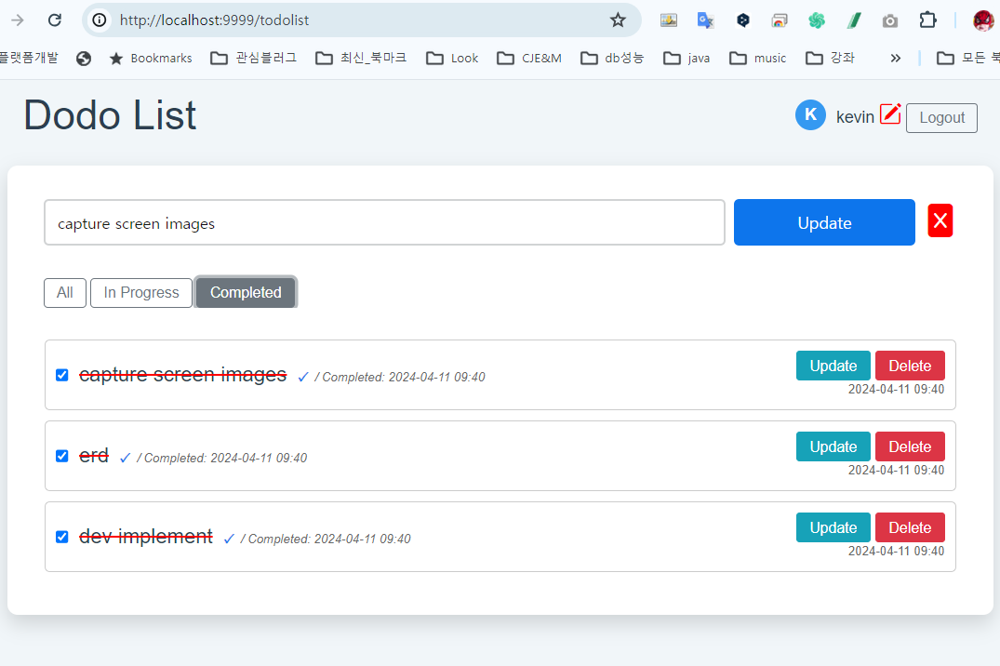 http://localhost:9999/todolist
플랫폼개발 Bookmarks 관심블러그 최신_북마크 Look CJE&M db성능 java music 강좌 » 모든 북
Dodo List
K kevin Logout
capture screen images Update X
All In Progress Completed
capture screen images ✓ / Completed: 2024-04-11 09:40 Update Delete
2024-04-11 09:40
erd ✓ / Completed: 2024-04-11 09:40 Update Delete
2024-04-11 09:40
dev implement ✓ / Completed: 2024-04-11 09:40 Update Delete
2024-04-11 09:40